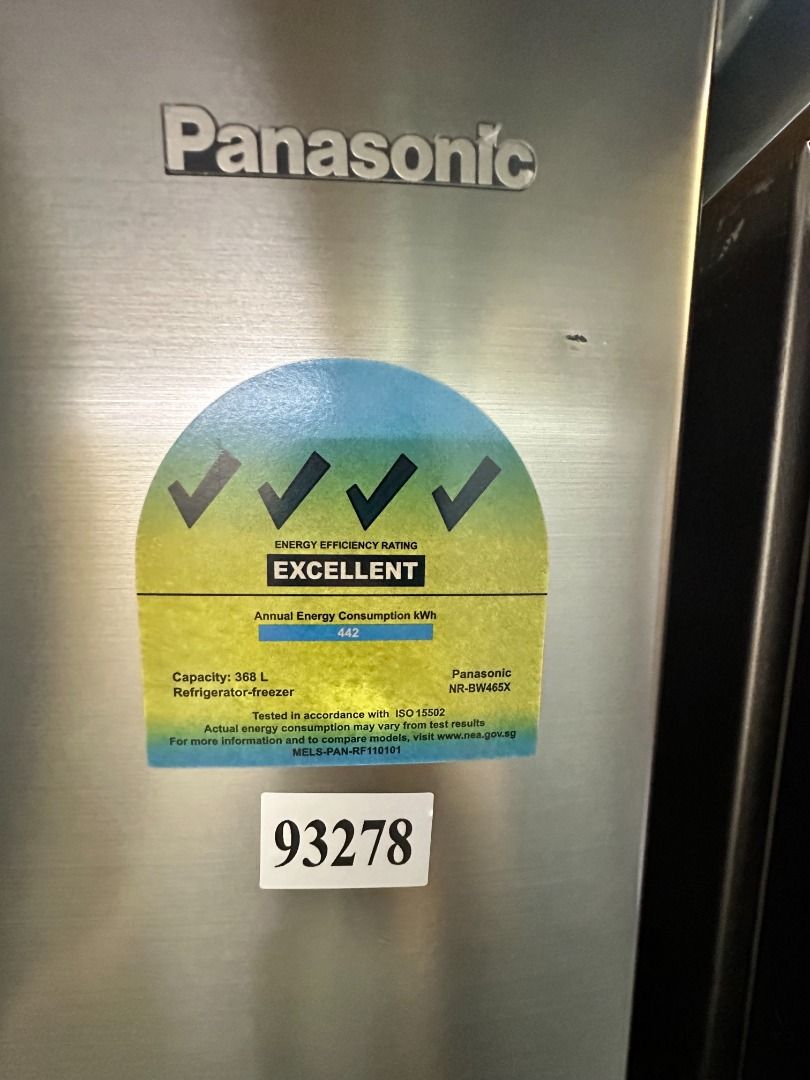 Panasonic
ENERGY EFFICIENCY RATING
EXCELLENT
Annual Energy Consumption kWh
442
Capacity: 368 L
Refrigerator-freezer
Panasonic
NR-BW465X
Tested in accordance with ISO 15502
Actual energy consumption may vary from test results
For more information and to compare models, visit www.nea.gov.sg
MELS-PAN-RF110101
93278